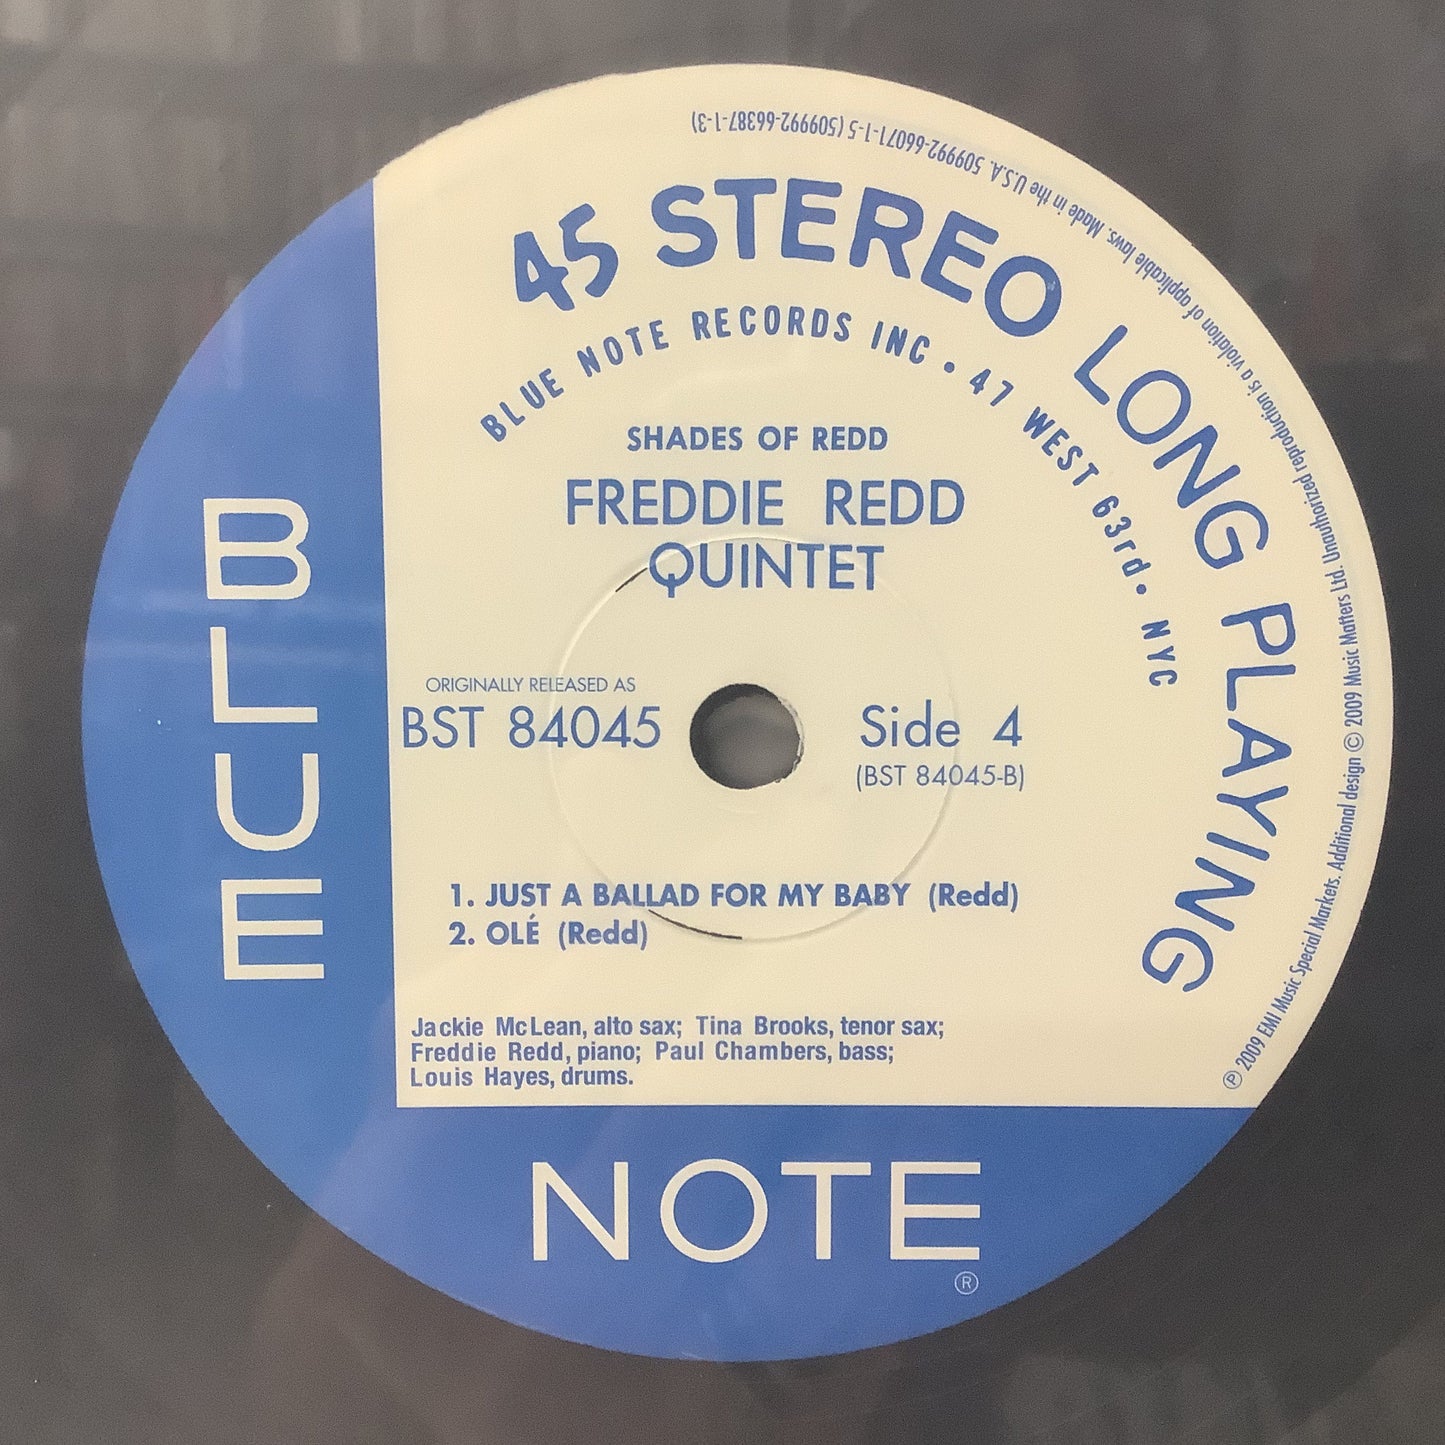 45 STEREO LONG PLAYING
BLUE NOTE RECORDS INC • 47 WEST 63rd • NYC
SHADES OF REDD
FREDDIE REDD
QUINTET
ORIGINALLY RELEASED AS
BST 84045
Side 4
(BST 84045-B)
1. JUST A BALLAD FOR MY BABY (Redd)
2. OLÉ (Redd)
Jackie McLean, alto sax; Tina Brooks, tenor sax;
Freddie Redd, piano; Paul Chambers, bass;
Louis Hayes, drums.
BLUE
NOTE
®
℗ 2009 EMI Music Special Markets. Additional design © 2009 Music Matters Ltd. Unauthorized reproduction is a violation of applicable laws. Made in the U.S.A. 509992-66071-1-5 (509992-66387-1-3)